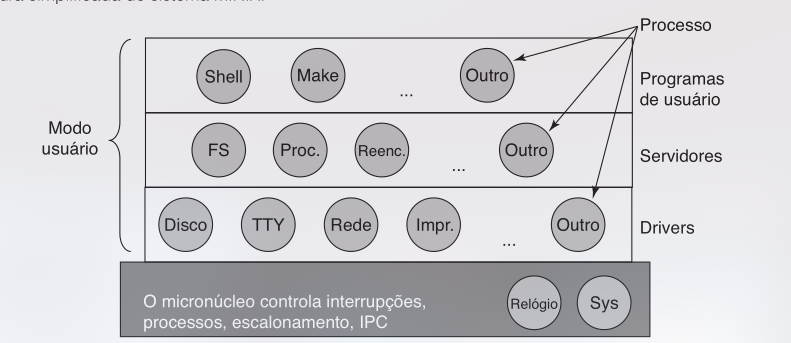 Processo
Shell
Make
...
Outro
Programas
de usuário
Modo
usuário
FS
Proc.
Reenc.
...
Outro
Servidores
Disco
TTY
Rede
Impr.
...
Outro
Drivers
O micronúcleo controla interrupções,
processos, escalonamento, IPC
Relógio
Sys